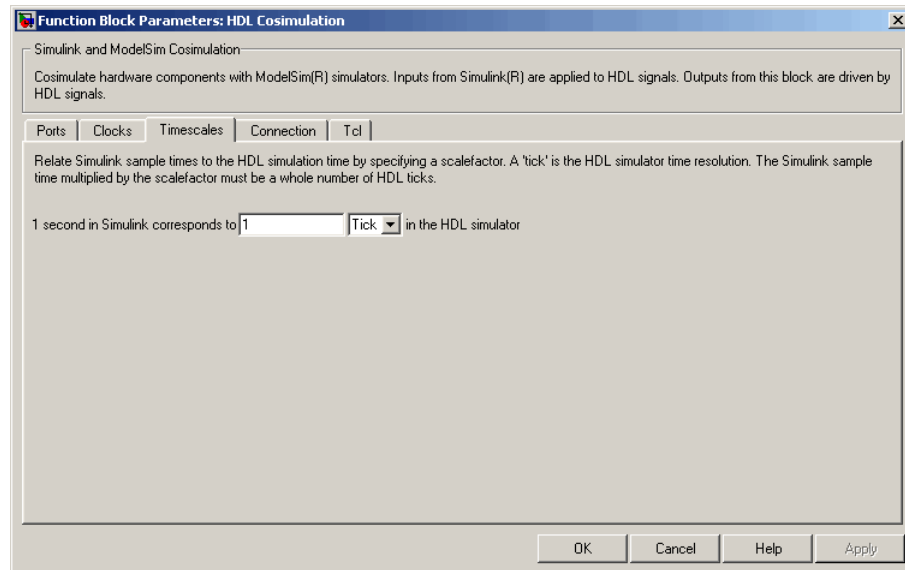 Function Block Parameters: HDL Cosimulation
Simulink and ModelSim Cosimulation
Cosimulate hardware components with ModelSim(R) simulators. Inputs from Simulink(R) are applied to HDL signals. Outputs from this block are driven by
HDL signals.
Ports Clocks Timescales Connection Tcl
Relate Simulink sample times to the HDL simulation time by specifying a scalefactor. A 'tick' is the HDL simulator time resolution. The Simulink sample
time multiplied by the scalefactor must be a whole number of HDL ticks.
1 second in Simulink corresponds to 1 Tick in the HDL simulator
OK Cancel Help Apply